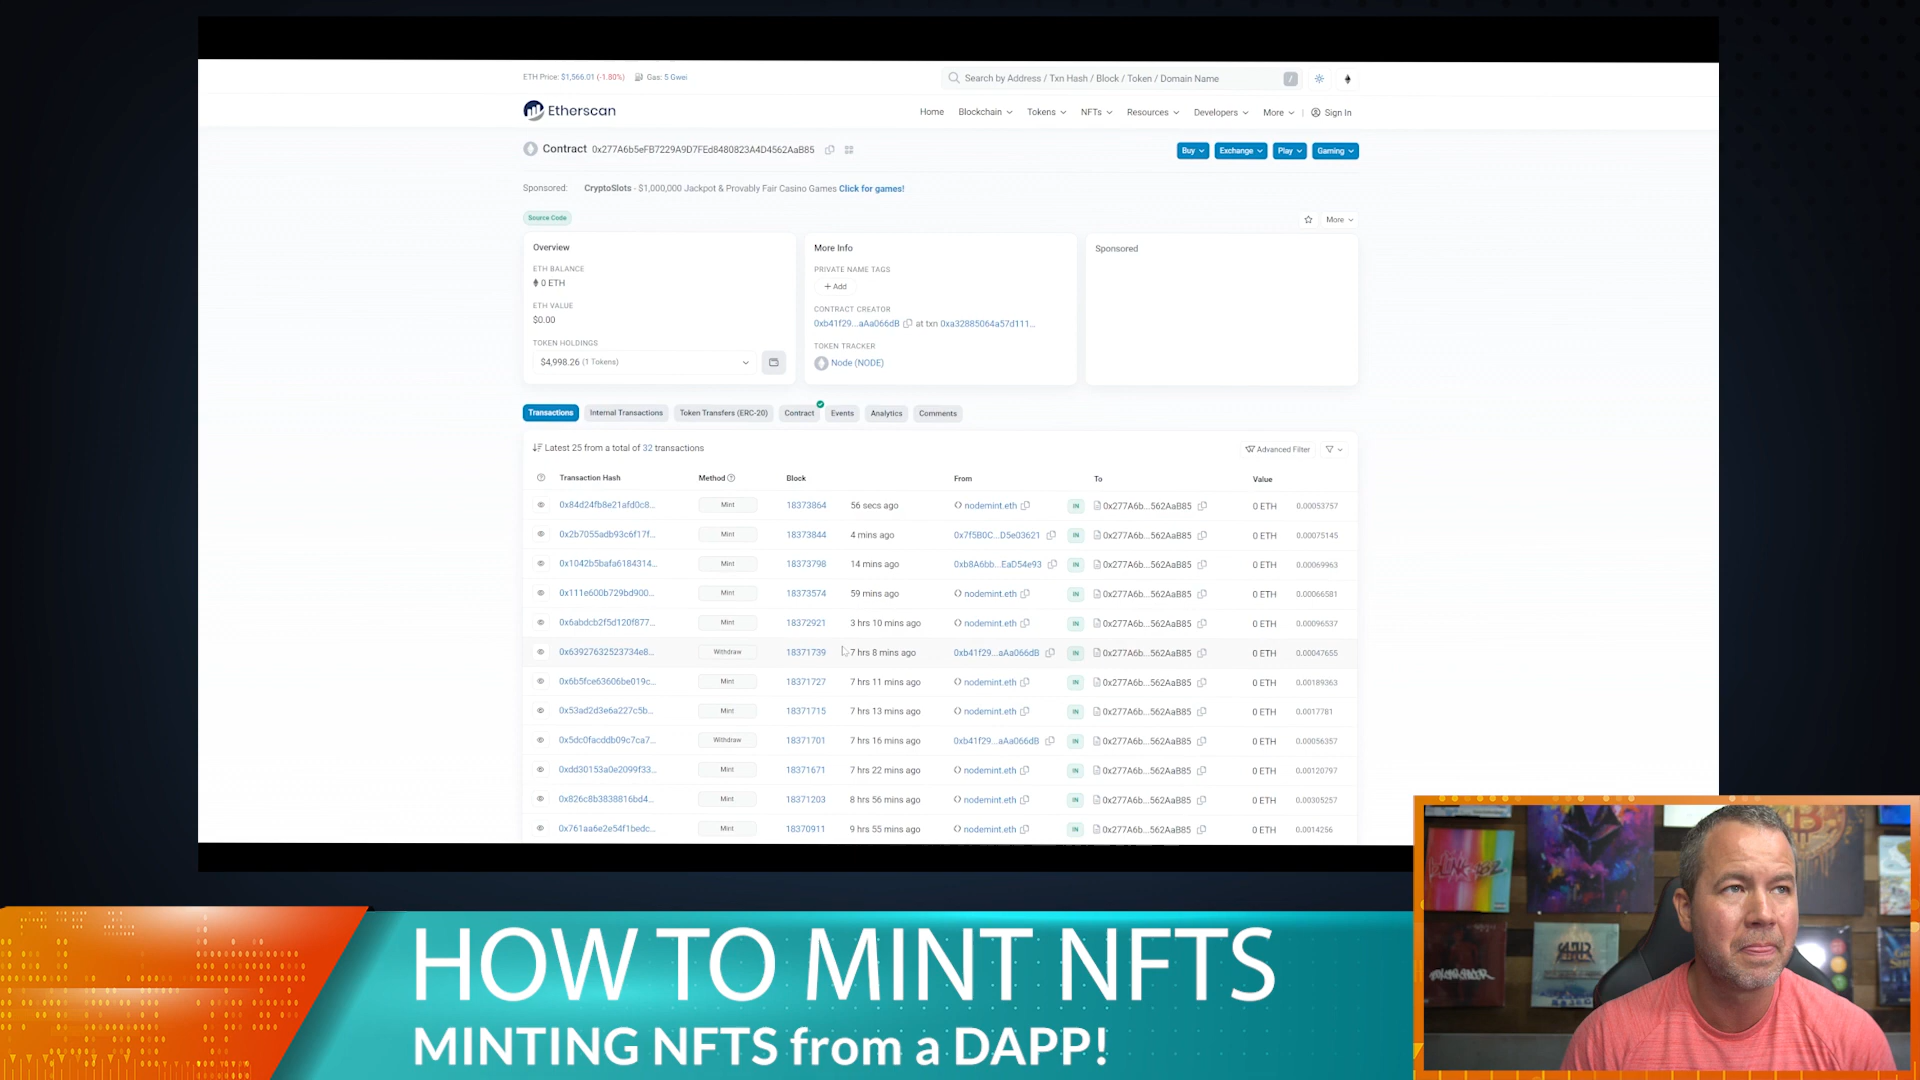 ETH Price: $1,566.01 (-1.80%) Gas: 5 Gwei
Search by Address / Txn Hash / Block / Token / Domain Name /
Etherscan
Home Blockchain Tokens NFTs Resources Developers More | Sign In
Contract 0x277A6b5eFB7229A9D7FEd8480823A4D4562AaB85
Buy Exchange Play Gaming
Sponsored: CryptoSlots - $1,000,000 Jackpot & Provably Fair Casino Games Click for games!
Source Code
More
Overview
ETH BALANCE
0 ETH
ETH VALUE
$0.00
TOKEN HOLDINGS
$4,998.26 (1 Tokens)
More Info
PRIVATE NAME TAGS
+ Add
CONTRACT CREATOR
0xb41f29...aAa066dB at txn 0xa32885064a57d111...
TOKEN TRACKER
Node (NODE)
Sponsored
Transactions Internal Transactions Token Transfers (ERC-20) Contract Events Analytics Comments
Latest 25 from a total of 32 transactions
Advanced Filter
Transaction Hash Method Block From To Value
0x84d24fb8e21afd0c8... Mint 18373864 56 secs ago nodemint.eth IN 0x277A6b...562AaB85 0 ETH 0.00053757
0x2b7055adb93c6f17f... Mint 18373844 4 mins ago 0x7f5B0C...D5e03621 IN 0x277A6b...562AaB85 0 ETH 0.00075145
0x1042b5bafa6184314... Mint 18373798 14 mins ago 0xb8A6bb...EaD54e93 IN 0x277A6b...562AaB85 0 ETH 0.00069963
0x111e600b729bd900... Mint 18373574 59 mins ago nodemint.eth IN 0x277A6b...562AaB85 0 ETH 0.00066581
0x6abdcb2f5d120f877... Mint 18372921 3 hrs 10 mins ago nodemint.eth IN 0x277A6b...562AaB85 0 ETH 0.00096537
0x63927632523734e8... Withdraw 18371739 7 hrs 8 mins ago 0xb41f29...aAa066dB IN 0x277A6b...562AaB85 0 ETH 0.00047655
0x6b5fce63606be019c... Mint 18371727 7 hrs 11 mins ago nodemint.eth IN 0x277A6b...562AaB85 0 ETH 0.00189363
0x53ad2d3e6a227c5b... Mint 18371715 7 hrs 13 mins ago nodemint.eth IN 0x277A6b...562AaB85 0 ETH 0.0017781
0x5dc0facddb09c7ca7... Withdraw 18371701 7 hrs 16 mins ago 0xb41f29...aAa066dB IN 0x277A6b...562AaB85 0 ETH 0.00056357
0xdd30153a0e2099f33... Mint 18371671 7 hrs 22 mins ago nodemint.eth IN 0x277A6b...562AaB85 0 ETH 0.00120797
0x826c8b3838816bd4... Mint 18371203 8 hrs 56 mins ago nodemint.eth IN 0x277A6b...562AaB85 0 ETH 0.00305257
0x761aa6e2e54f1bedc... Mint 18370911 9 hrs 55 mins ago nodemint.eth IN 0x277A6b...562AaB85 0 ETH 0.0014256
HOW TO MINT NFTS
MINTING NFTS from a DAPP!